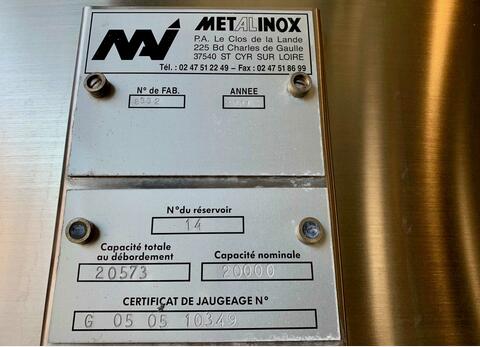 METALINOX
P.A. Le Clos de la Lande
225 Bd Charles de Gaulle
37540 ST CYR SUR LOIRE
Tél. : 02 47 51 22 49 – Fax : 02 47 51 86 99
N° de FAB. ANNEE
N° du réservoir
14
Capacité totale
au débordement Capacité nominale
20573 20000
CERTIFICAT DE JAUGEAGE N°
G 05 05 10349